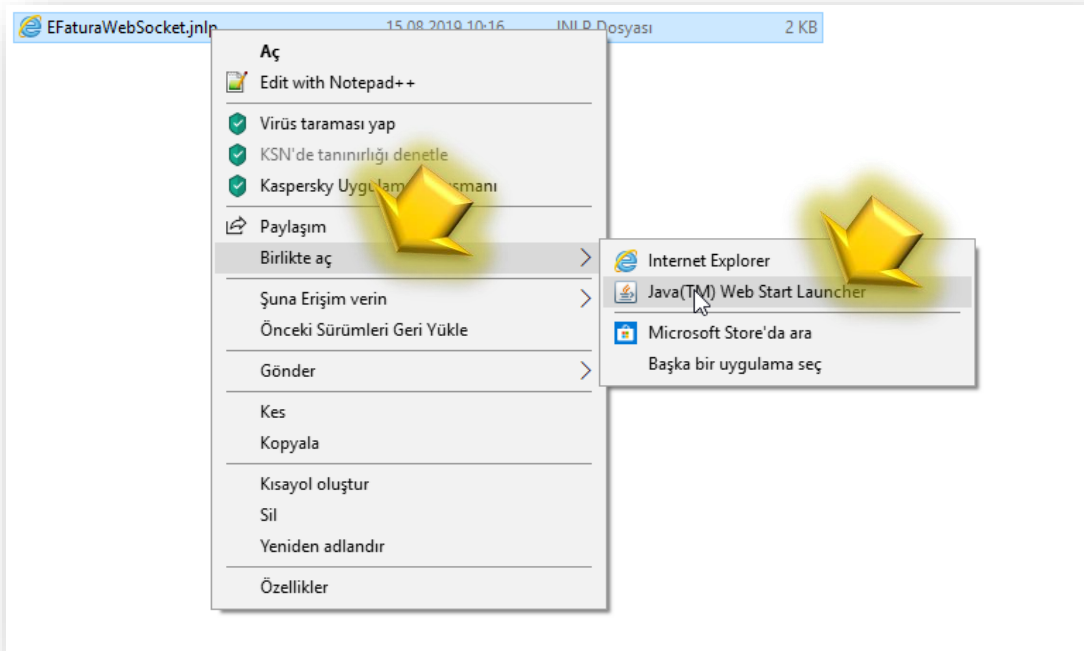 EFaturaWebSocket.jnlp 15.08.2019 10:16 JNLP Dosyası 2 KB
Aç
Edit with Notepad++
Virüs taraması yap
KSN'de tanınırlığı denetle
Kaspersky
Paylaşım
Birlikte aç
Internet Explorer
Java(TM) Web Start Launcher
Şuna Erişim verin
Önceki Sürümleri Geri Yükle
Microsoft Store'da ara
Başka bir uygulama seç
Gönder
Kes
Kopyala
Kısayol oluştur
Sil
Yeniden adlandır
Özellikler